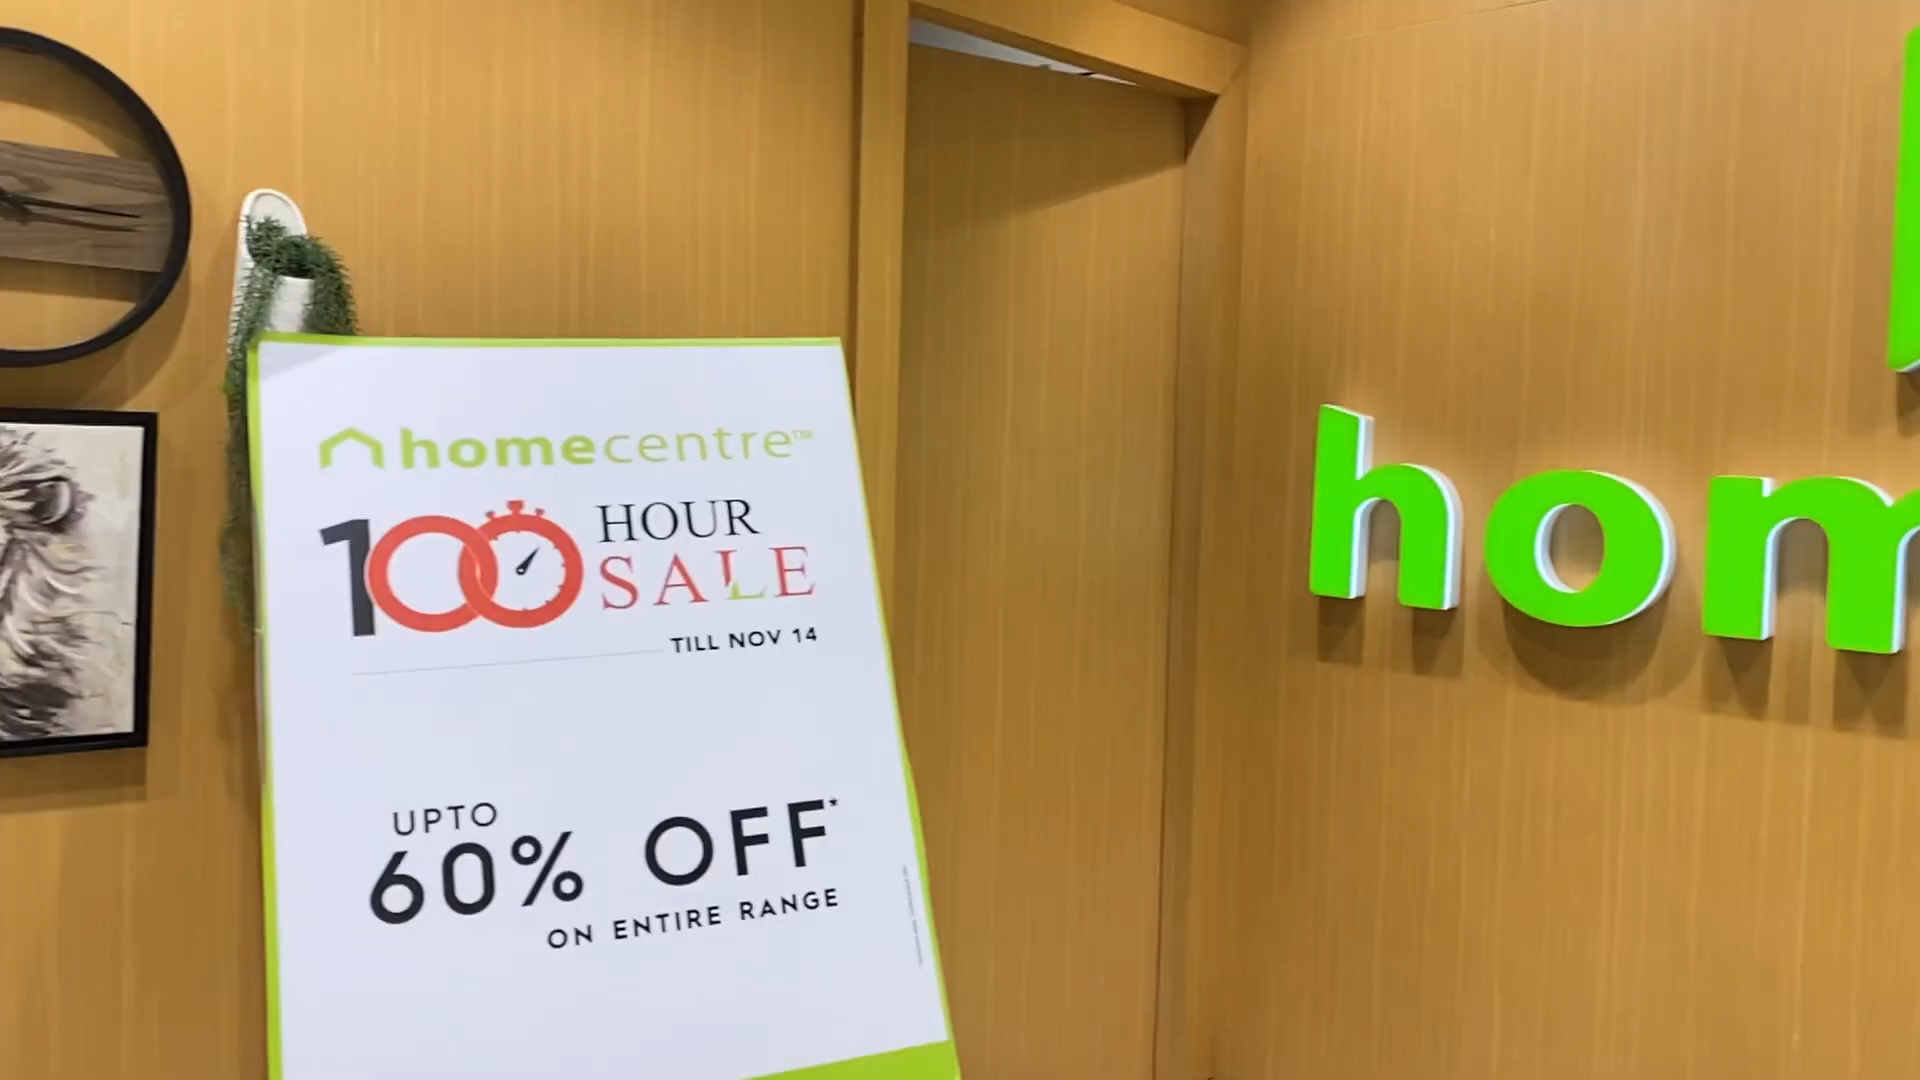 homecentre™
100 HOUR
SALE
TILL NOV 14
UPTO
60% OFF*
ON ENTIRE RANGE
hom